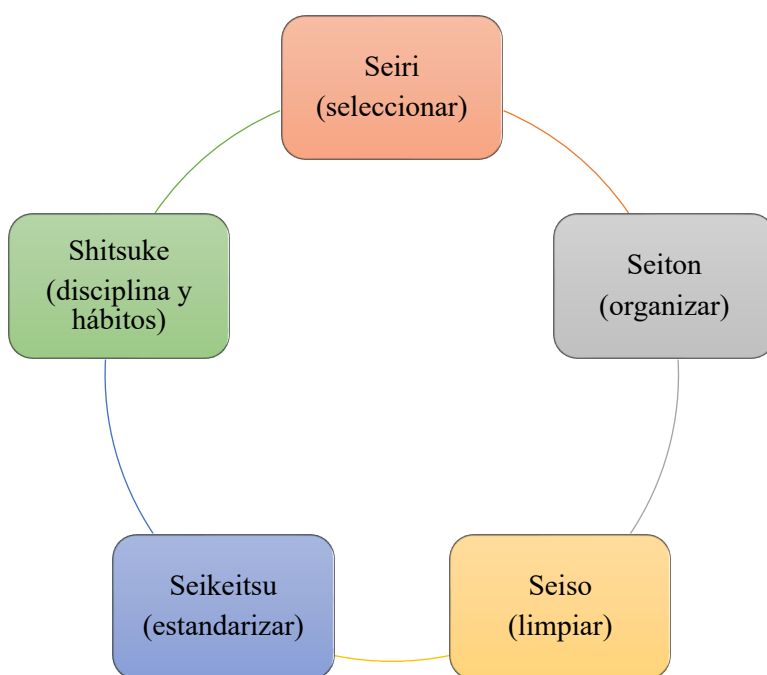 Seiri
(seleccionar)
Seiton
(organizar)
Seiso
(limpiar)
Seikeitsu
(estandarizar)
Shitsuke
(disciplina y
hábitos)